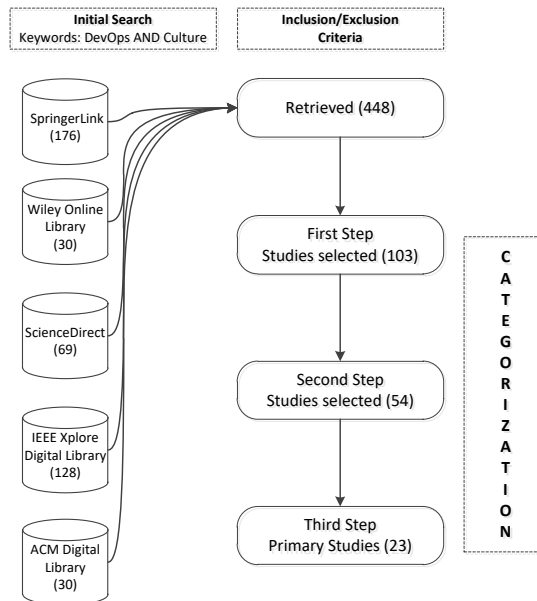 Initial Search
Keywords: DevOps AND Culture
Inclusion/Exclusion
Criteria
SpringerLink
(176)
Wiley Online
Library
(30)
ScienceDirect
(69)
IEEE Xplore
Digital Library
(128)
ACM Digital
Library
(30)
Retrieved (448)
First Step
Studies selected (103)
Second Step
Studies selected (54)
Third Step
Primary Studies (23)
C
A
T
E
G
O
R
I
Z
A
T
I
O
N